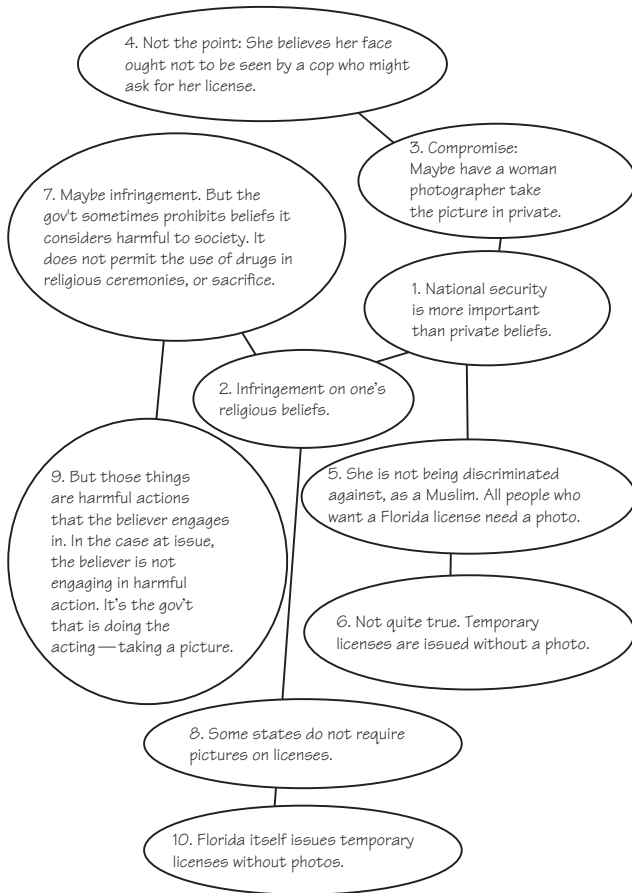 4. Not the point: She believes her face
ought not to be seen by a cop who might
ask for her license.
3. Compromise:
Maybe have a woman
photographer take
the picture in private.
7. Maybe infringement. But the
gov't sometimes prohibits beliefs it
considers harmful to society. It
does not permit the use of drugs in
religious ceremonies, or sacrifice.
1. National security
is more important
than private beliefs.
2. Infringement on one's
religious beliefs.
9. But those things
are harmful actions
that the believer engages
in. In the case at issue,
the believer is not
engaging in harmful
action. It's the gov't
that is doing the
acting—taking a picture.
5. She is not being discriminated
against, as a Muslim. All people who
want a Florida license need a photo.
6. Not quite true. Temporary
licenses are issued without a photo.
8. Some states do not require
pictures on licenses.
10. Florida itself issues temporary
licenses without photos.